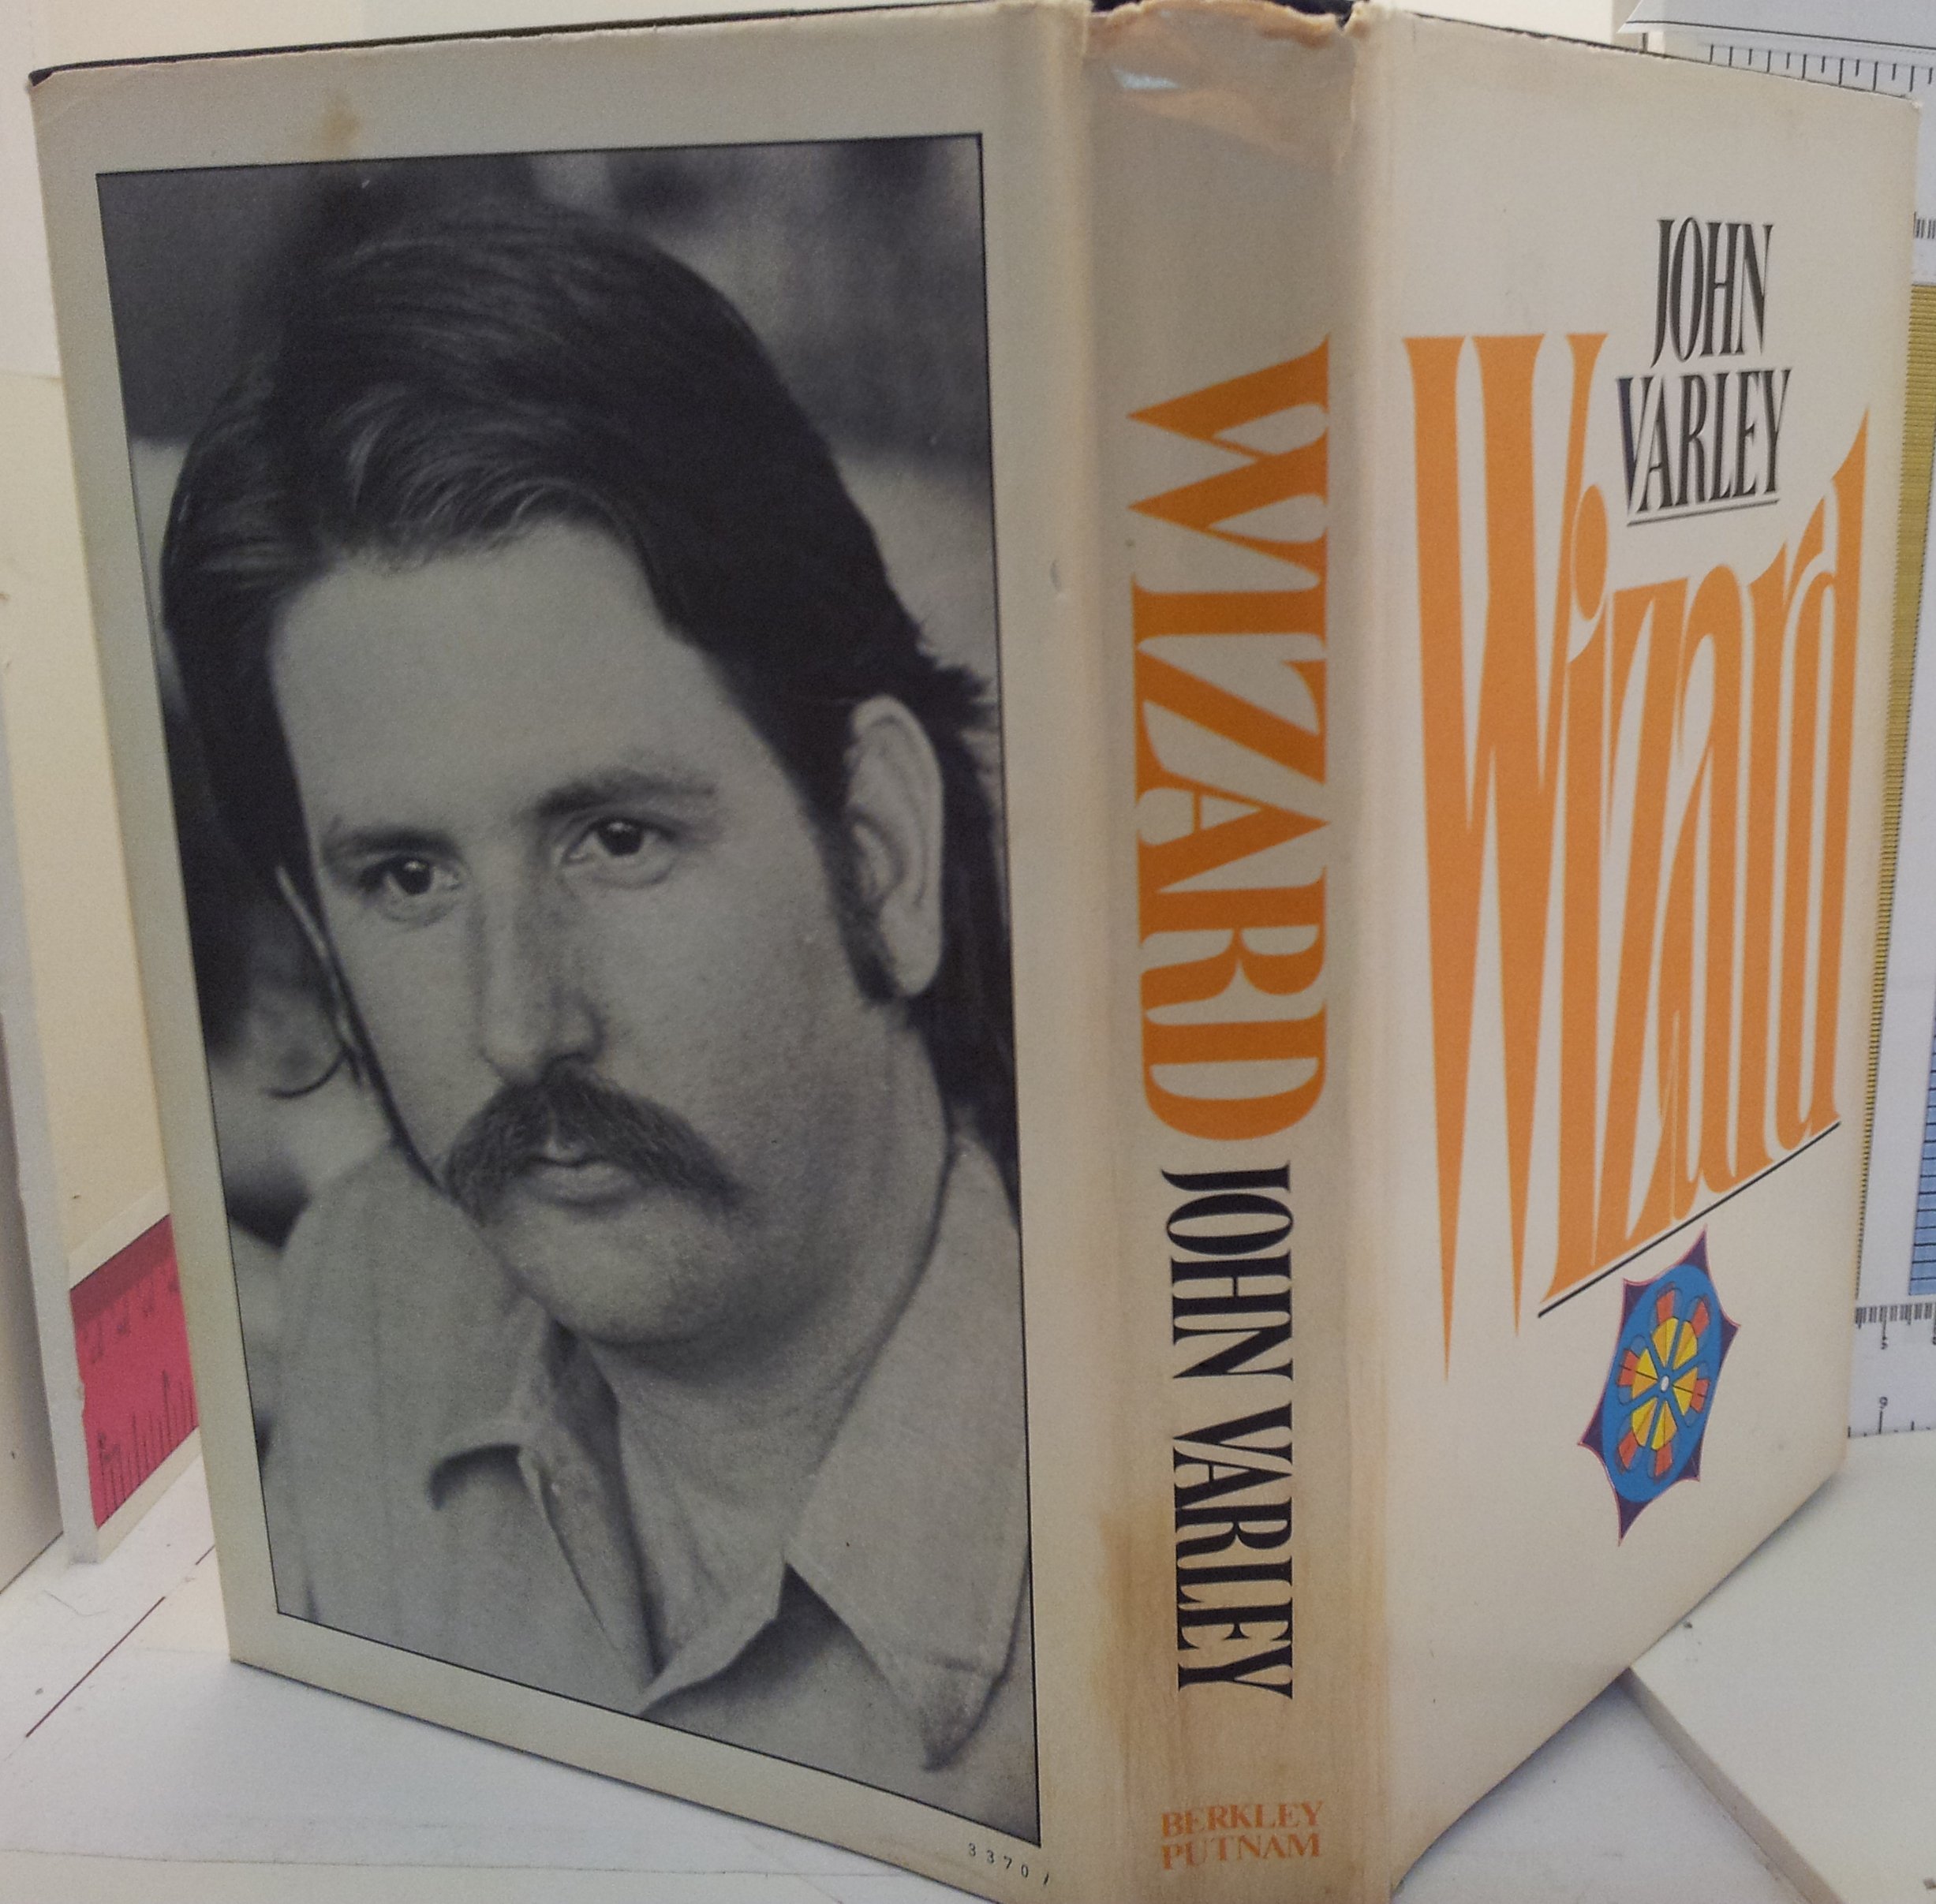 JOHN
VARLEY
Wizard
WIZARD JOHN VARLEY
BERKLEY
PUTNAM
3370